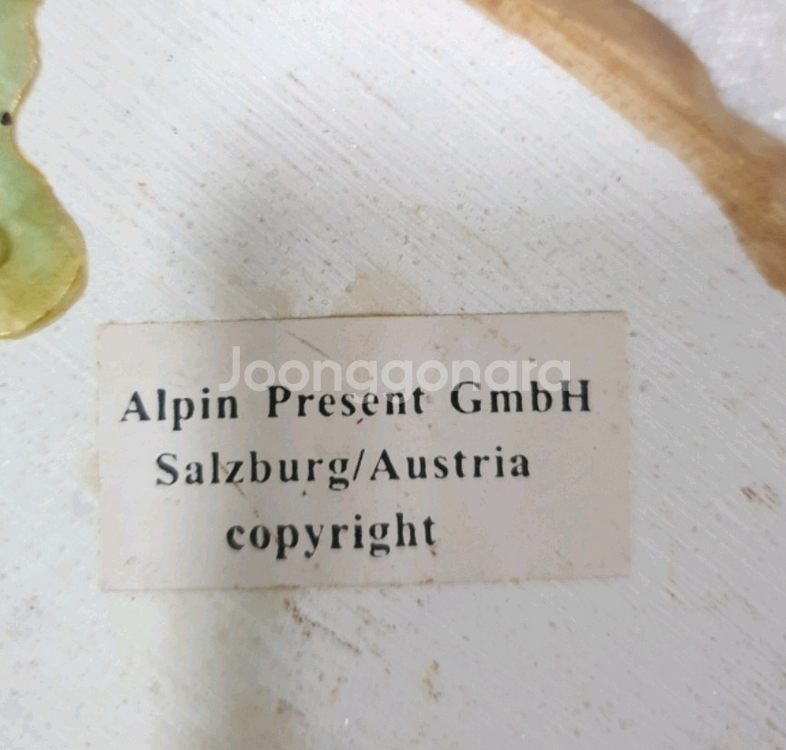 Joonggonara
Alpin Present GmbH
Salzburg/Austria
copyright